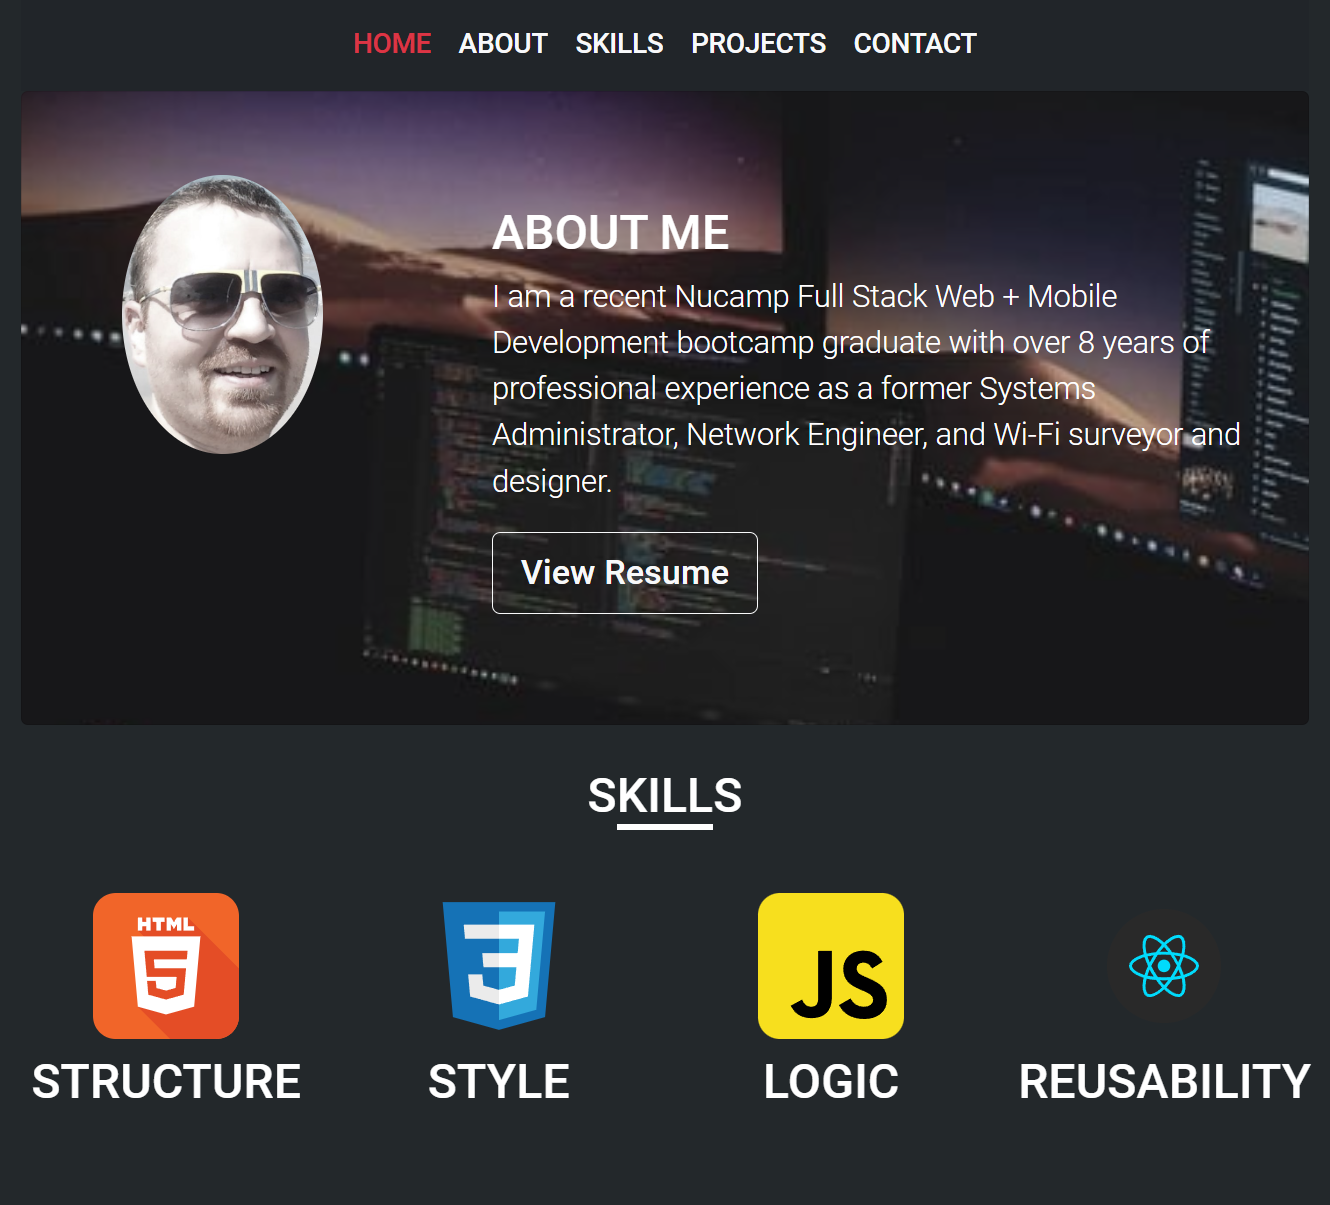 HOME ABOUT SKILLS PROJECTS CONTACT
ABOUT ME
I am a recent Nucamp Full Stack Web + Mobile
Development bootcamp graduate with over 8 years of
professional experience as a former Systems
Administrator, Network Engineer, and Wi-Fi surveyor and
designer.
View Resume
SKILLS
HTML
5
3
JS
STRUCTURE STYLE LOGIC REUSABILITY